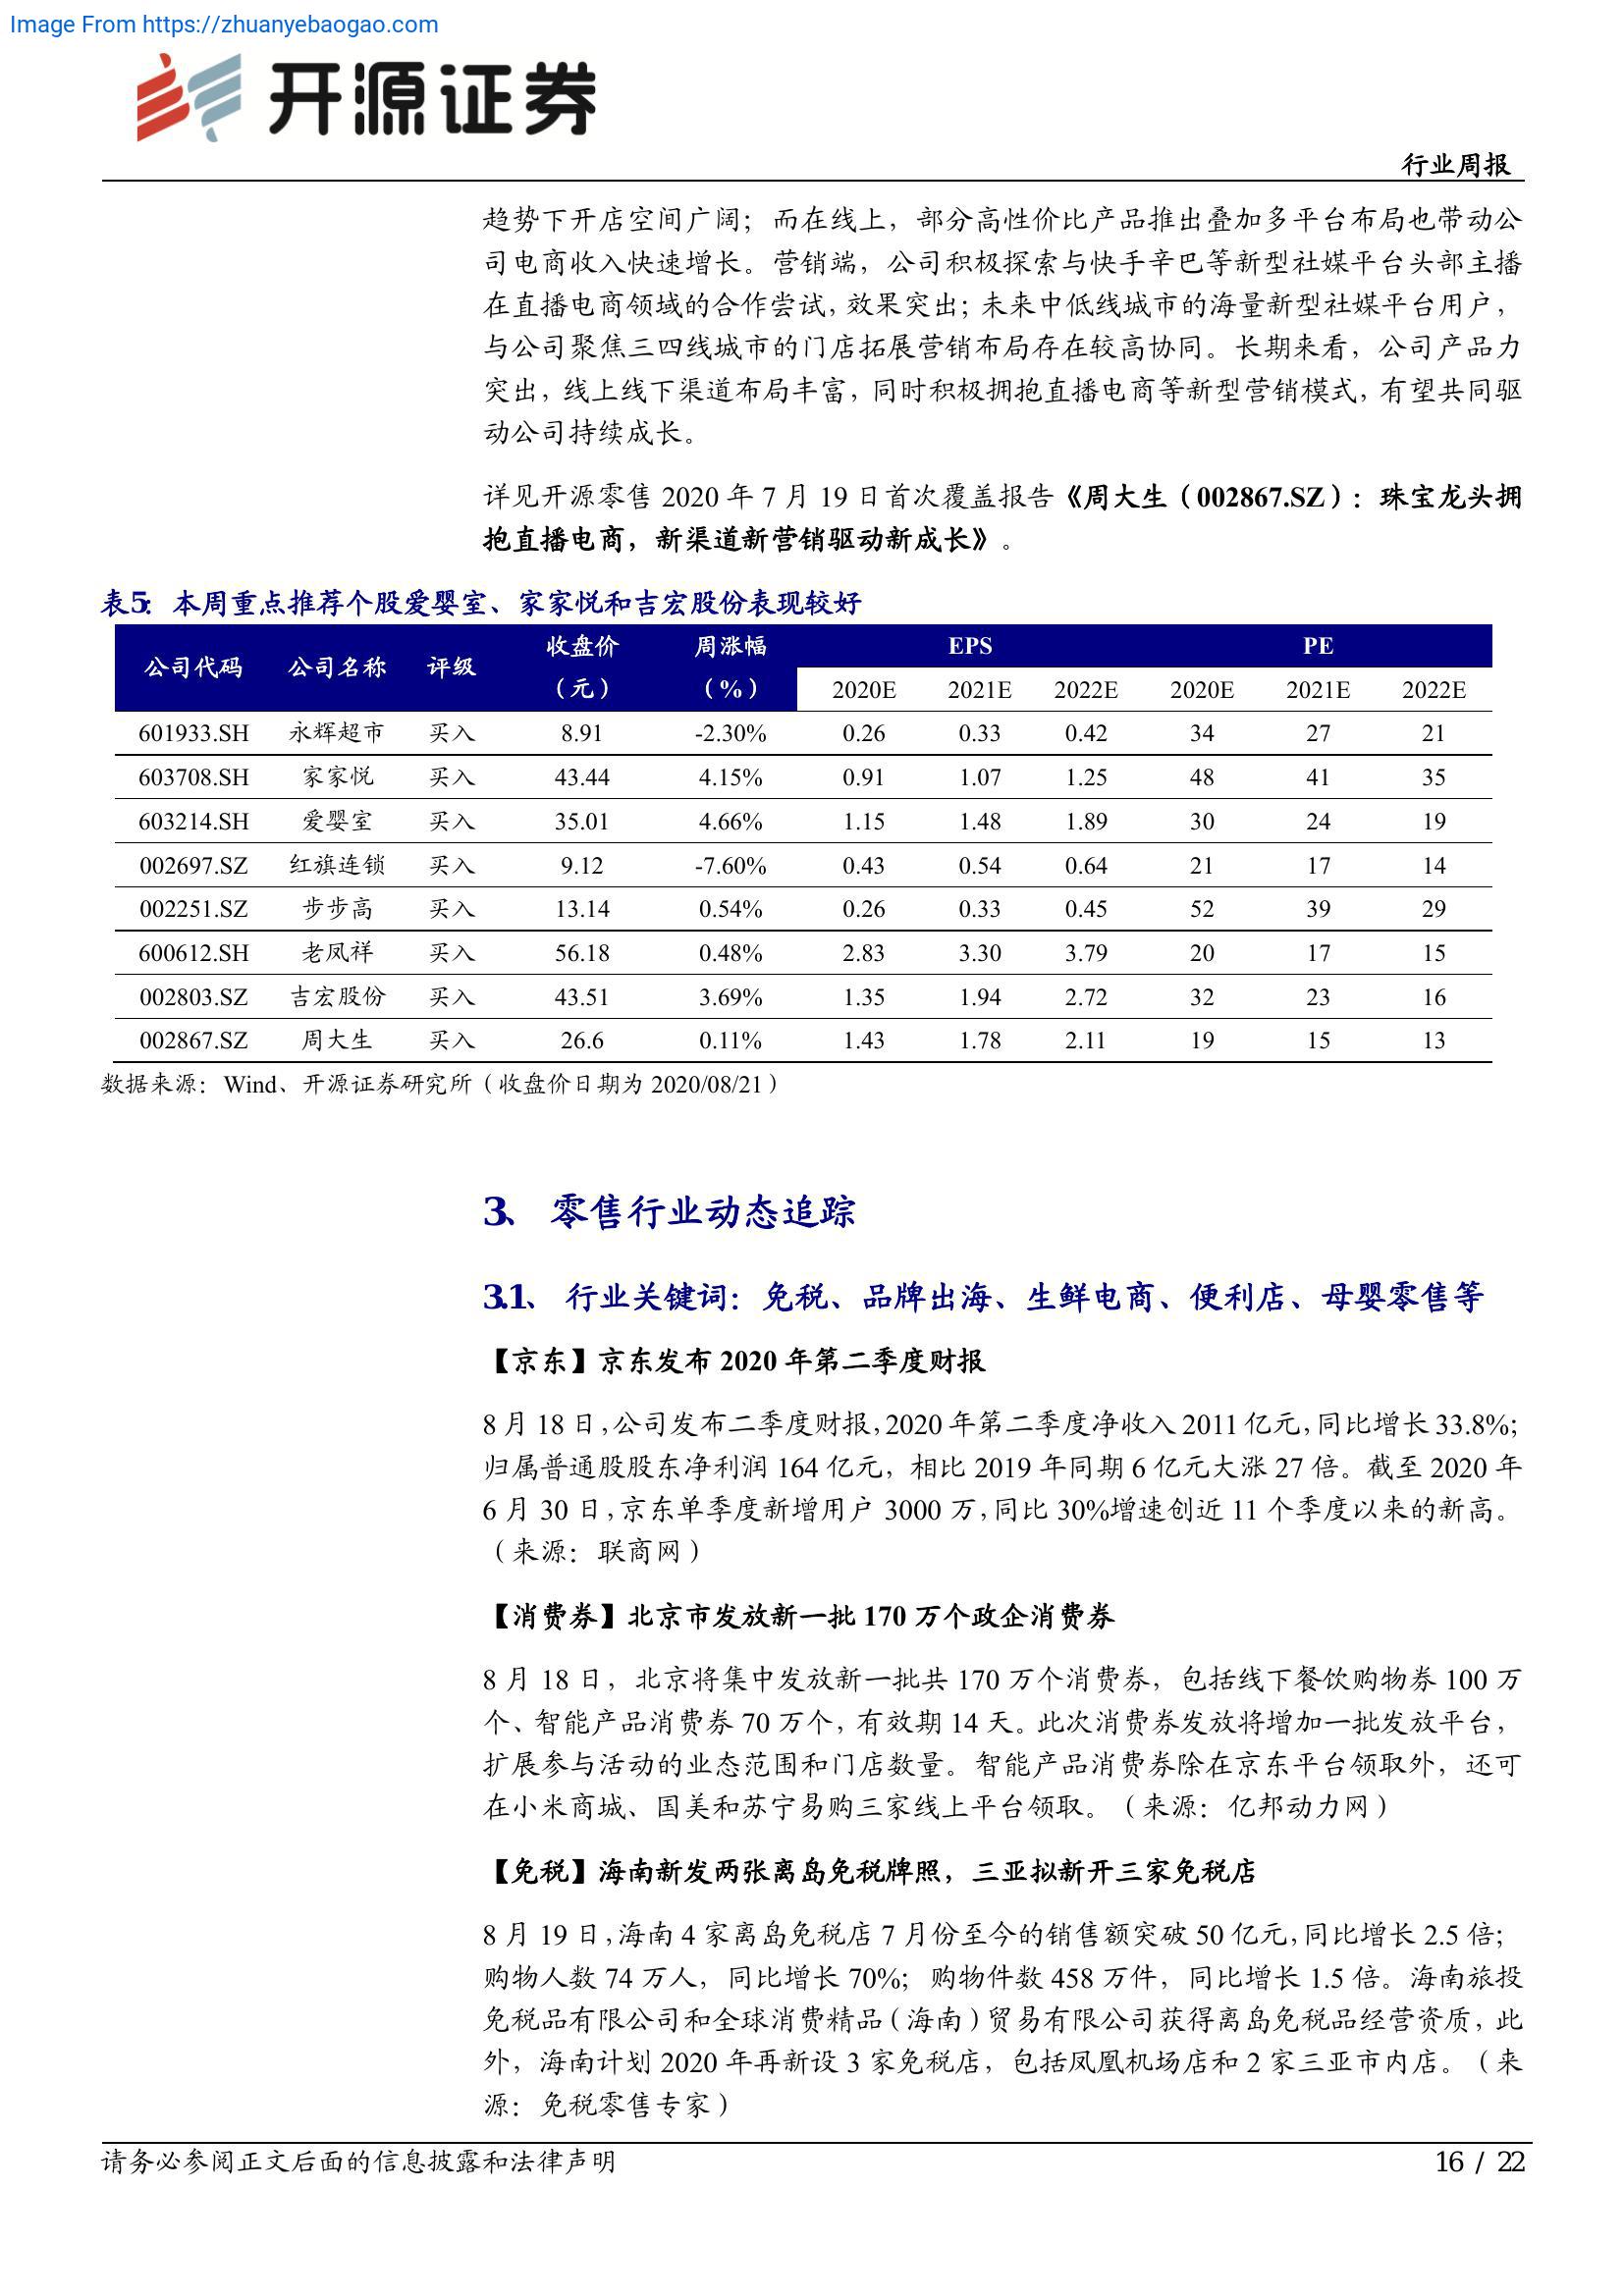 Image From https://zhuanyebaogao.com
开源证券
行业周报
趋势下开店空间广阔；而在线上，部分高性价比产品推出叠加多平台布局也带动公
司电商收入快速增长。营销端，公司积极探索与快手辛巴等新型社媒平台头部主播
在直播电商领域的合作尝试，效果突出；未来中低线城市的海量新型社媒平台用户，
与公司聚焦三四线城市的门店拓展营销布局存在较高协同。长期来看，公司产品力
突出，线上线下渠道布局丰富，同时积极拥抱直播电商等新型营销模式，有望共同驱
动公司持续成长。
详见开源零售 2020 年 7 月 19 日首次覆盖报告《周大生（002867.SZ）：珠宝龙头拥
抱直播电商，新渠道新营销驱动新成长》。
表5：本周重点推荐个股爱婴室、家家悦和吉宏股份表现较好
公司代码 公司名称 评级 收盘价（元） 周涨幅（%） EPS PE
2020E 2021E 2022E 2020E 2021E 2022E
601933.SH 永辉超市 买入 8.91 -2.30% 0.26 0.33 0.42 34 27 21
603708.SH 家家悦 买入 43.44 4.15% 0.91 1.07 1.25 48 41 35
603214.SH 爱婴室 买入 35.01 4.66% 1.15 1.48 1.89 30 24 19
002697.SZ 红旗连锁 买入 9.12 -7.60% 0.43 0.54 0.64 21 17 14
002251.SZ 步步高 买入 13.14 0.54% 0.26 0.33 0.45 52 39 29
600612.SH 老凤祥 买入 56.18 0.48% 2.83 3.30 3.79 20 17 15
002803.SZ 吉宏股份 买入 43.51 3.69% 1.35 1.94 2.72 32 23 16
002867.SZ 周大生 买入 26.6 0.11% 1.43 1.78 2.11 19 15 13
数据来源：Wind、开源证券研究所（收盘价日期为 2020/08/21）
3、 零售行业动态追踪
3.1、 行业关键词：免税、品牌出海、生鲜电商、便利店、母婴零售等
【京东】京东发布 2020 年第二季度财报
8 月 18 日，公司发布二季度财报，2020 年第二季度净收入 2011 亿元，同比增长 33.8%；
归属普通股股东净利润 164 亿元，相比 2019 年同期 6 亿元大涨 27 倍。截至 2020 年
6 月 30 日，京东单季度新增用户 3000 万，同比 30%增速创近 11 个季度以来的新高。
（来源：联商网）
【消费券】北京市发放新一批 170 万个政企消费券
8 月 18 日，北京将集中发放新一批共 170 万个消费券，包括线下餐饮购物券 100 万
个、智能产品消费券 70 万个，有效期 14 天。此次消费券发放将增加一批发放平台，
扩展参与活动的业态范围和门店数量。智能产品消费券除在京东平台领取外，还可
在小米商城、国美和苏宁易购三家线上平台领取。（来源：亿邦动力网）
【免税】海南新发两张离岛免税牌照，三亚拟新开三家免税店
8 月 19 日，海南 4 家离岛免税店 7 月份至今的销售额突破 50 亿元，同比增长 2.5 倍；
购物人数 74 万人，同比增长 70%；购物件数 458 万件，同比增长 1.5 倍。海南旅投
免税品有限公司和全球消费精品（海南）贸易有限公司获得离岛免税品经营资质，此
外，海南计划 2020 年再新设 3 家免税店，包括凤凰机场店和 2 家三亚市内店。（来
源：免税零售专家）
请务必参阅正文后面的信息披露和法律声明
16 / 22